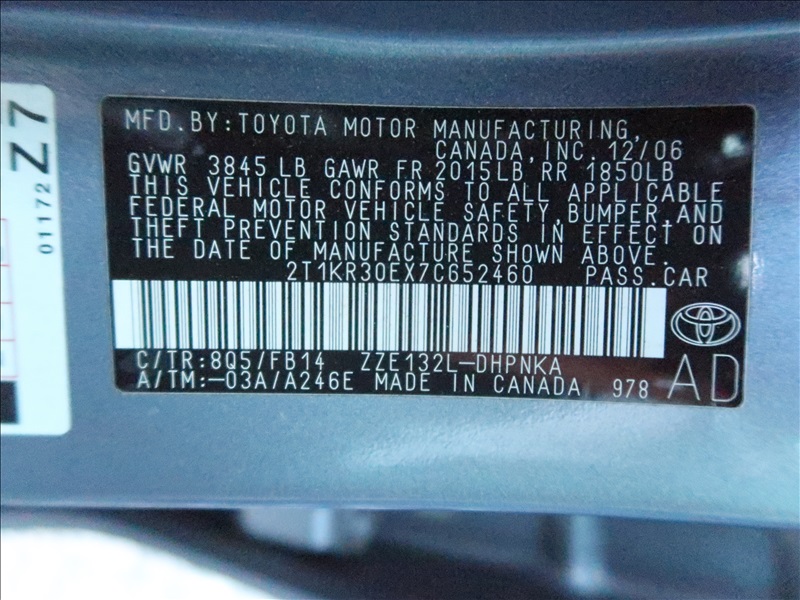 MFD.BY:TOYOTA MOTOR MANUFACTURING,
CANADA, INC. 12/06
GVWR 3845 LB GAWR FR 2015LB RR 1850LB
THIS VEHICLE CONFORMS TO ALL APPLICABLE
FEDERAL MOTOR VEHICLE SAFETY, BUMPER, AND
THEFT PREVENTION STANDARDS IN EFFECT ON
THE DATE OF MANUFACTURE SHOWN ABOVE.
2T1KR30EX7C652460 PASS.CAR
C/TR:8Q5/FB14 ZZE132L-DHPNKA
A/TM:-03A/A246E MADE IN CANADA 978
AD
01172
Z7